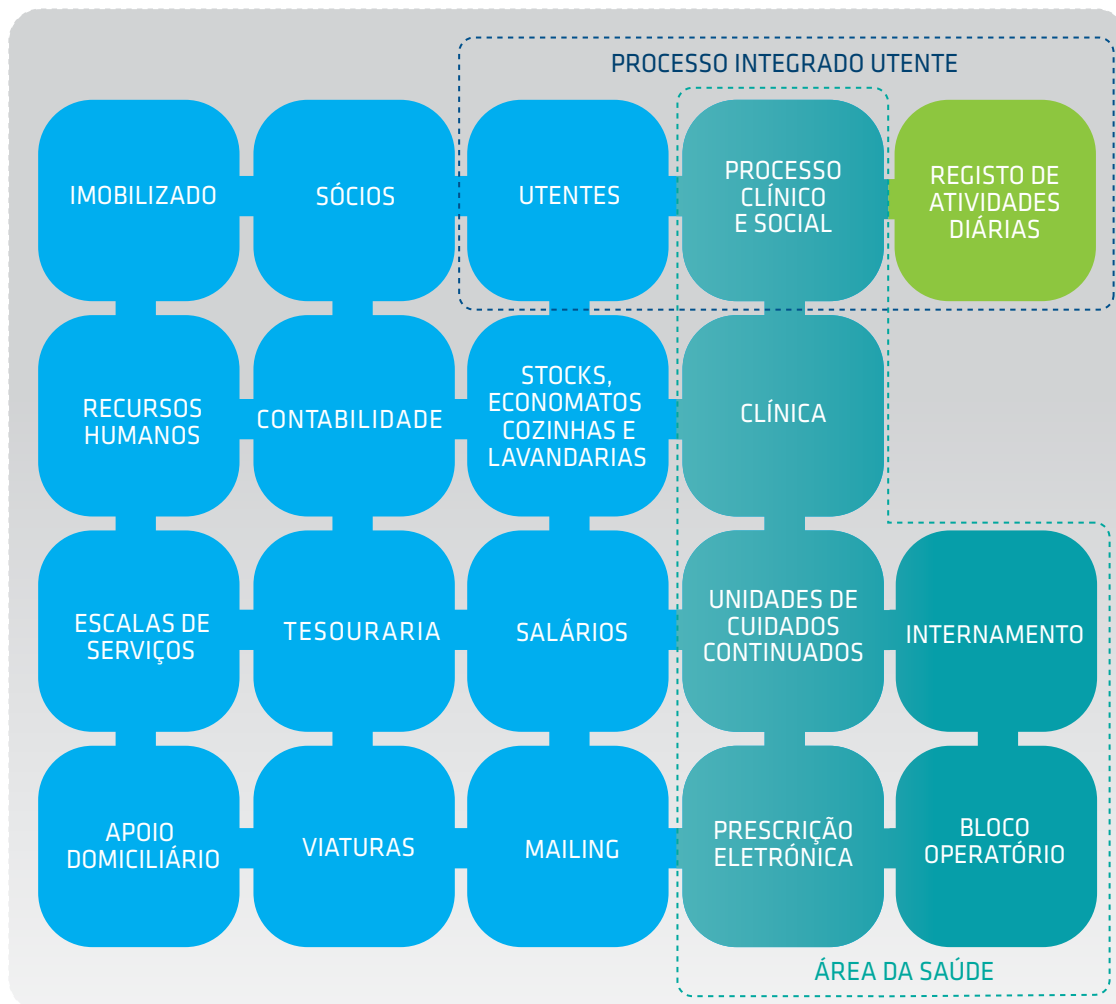 PROCESSO INTEGRADO UTENTE
IMOBILIZADO
SÓCIOS
UTENTES
PROCESSO
CLÍNICO
E SOCIAL
REGISTO DE
ATIVIDADES
DIÁRIAS
RECURSOS
HUMANOS
CONTABILIDADE
STOCKS,
ECONOMATOS
COZINHAS E
LAVANDARIAS
CLÍNICA
ESCALAS DE
SERVIÇOS
TESOURARIA
SALÁRIOS
UNIDADES DE
CUIDADOS
CONTINUADOS
INTERNAMENTO
APOIO
DOMICILIÁRIO
VIATURAS
MAILING
PRESCRIÇÃO
ELETRÓNICA
BLOCO
OPERATÓRIO
ÁREA DA SAÚDE